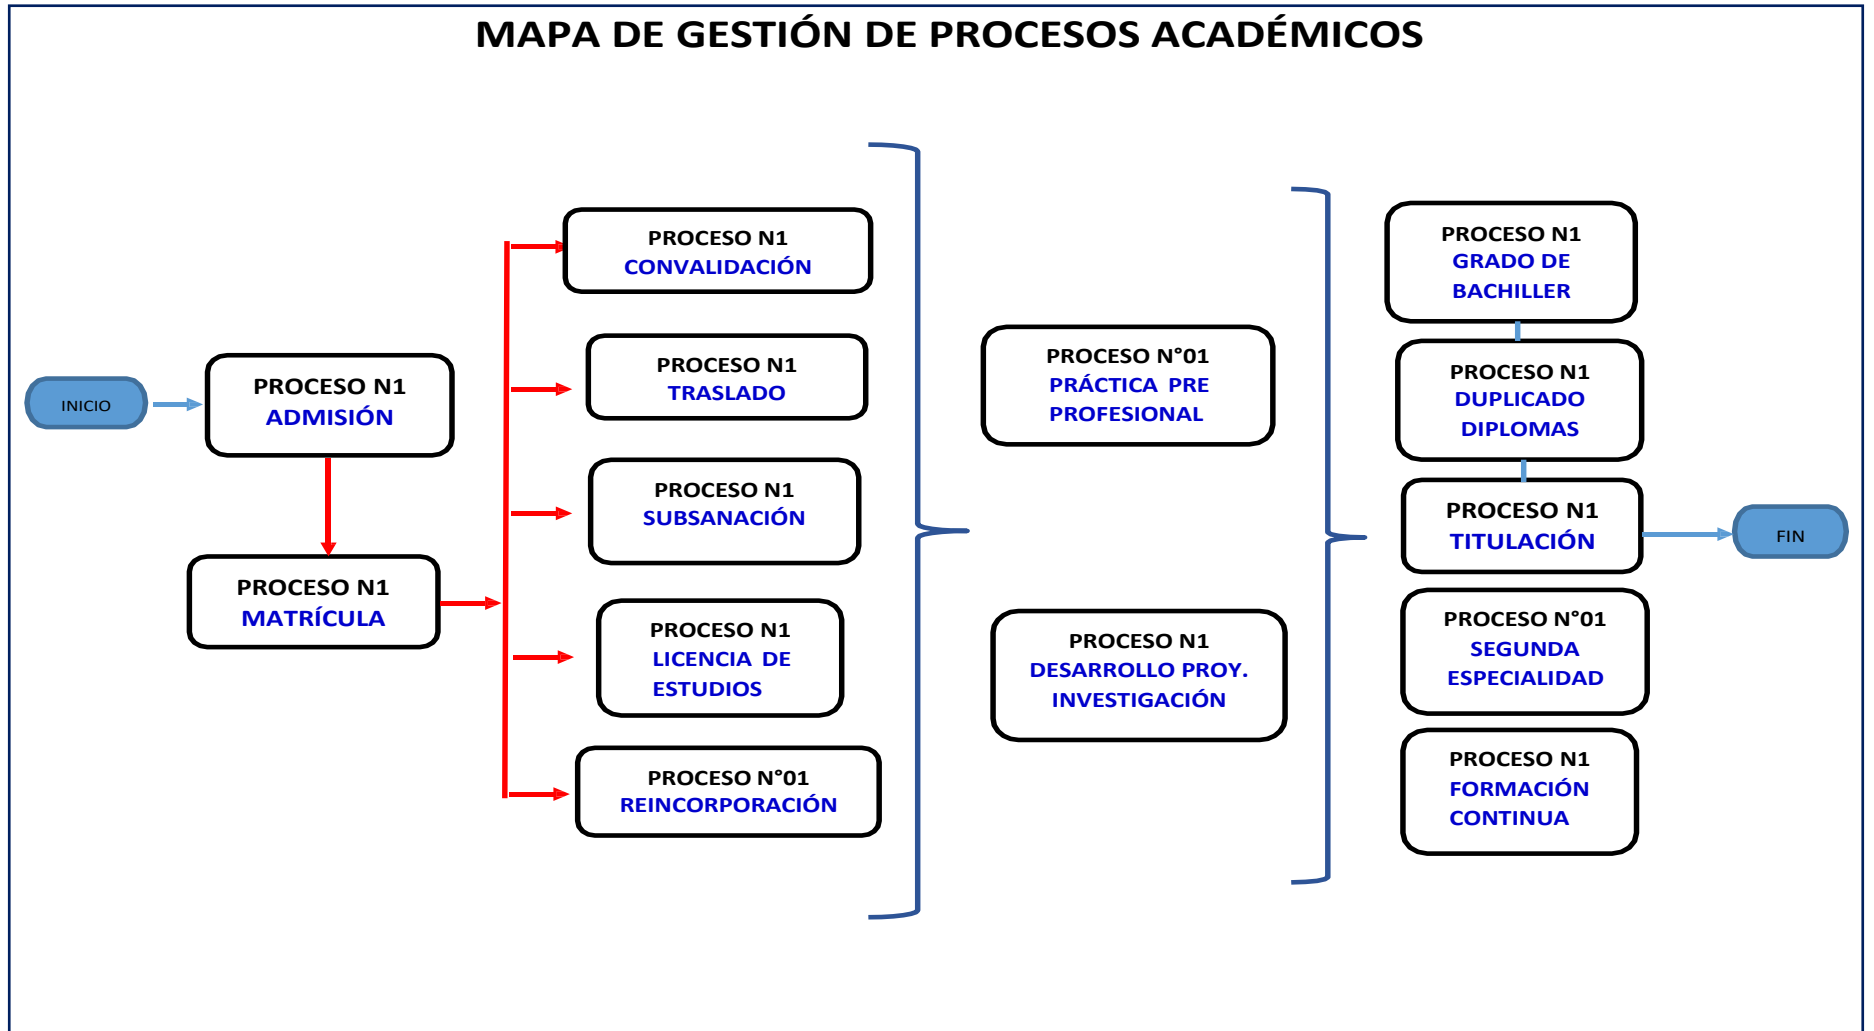 MAPA DE GESTIÓN DE PROCESOS ACADÉMICOS
INICIO
PROCESO N1
ADMISIÓN
PROCESO N1
MATRÍCULA
PROCESO N1
CONVALIDACIÓN
PROCESO N1
TRASLADO
PROCESO N1
SUBSANACIÓN
PROCESO N1
LICENCIA DE
ESTUDIOS
PROCESO N°01
REINCORPORACIÓN
PROCESO N°01
PRÁCTICA PRE
PROFESIONAL
PROCESO N1
DESARROLLO PROY.
INVESTIGACIÓN
PROCESO N1
GRADO DE
BACHILLER
PROCESO N1
DUPLICADO
DIPLOMAS
PROCESO N1
TITULACIÓN
PROCESO N°01
SEGUNDA
ESPECIALIDAD
PROCESO N1
FORMACIÓN
CONTINUA
FIN